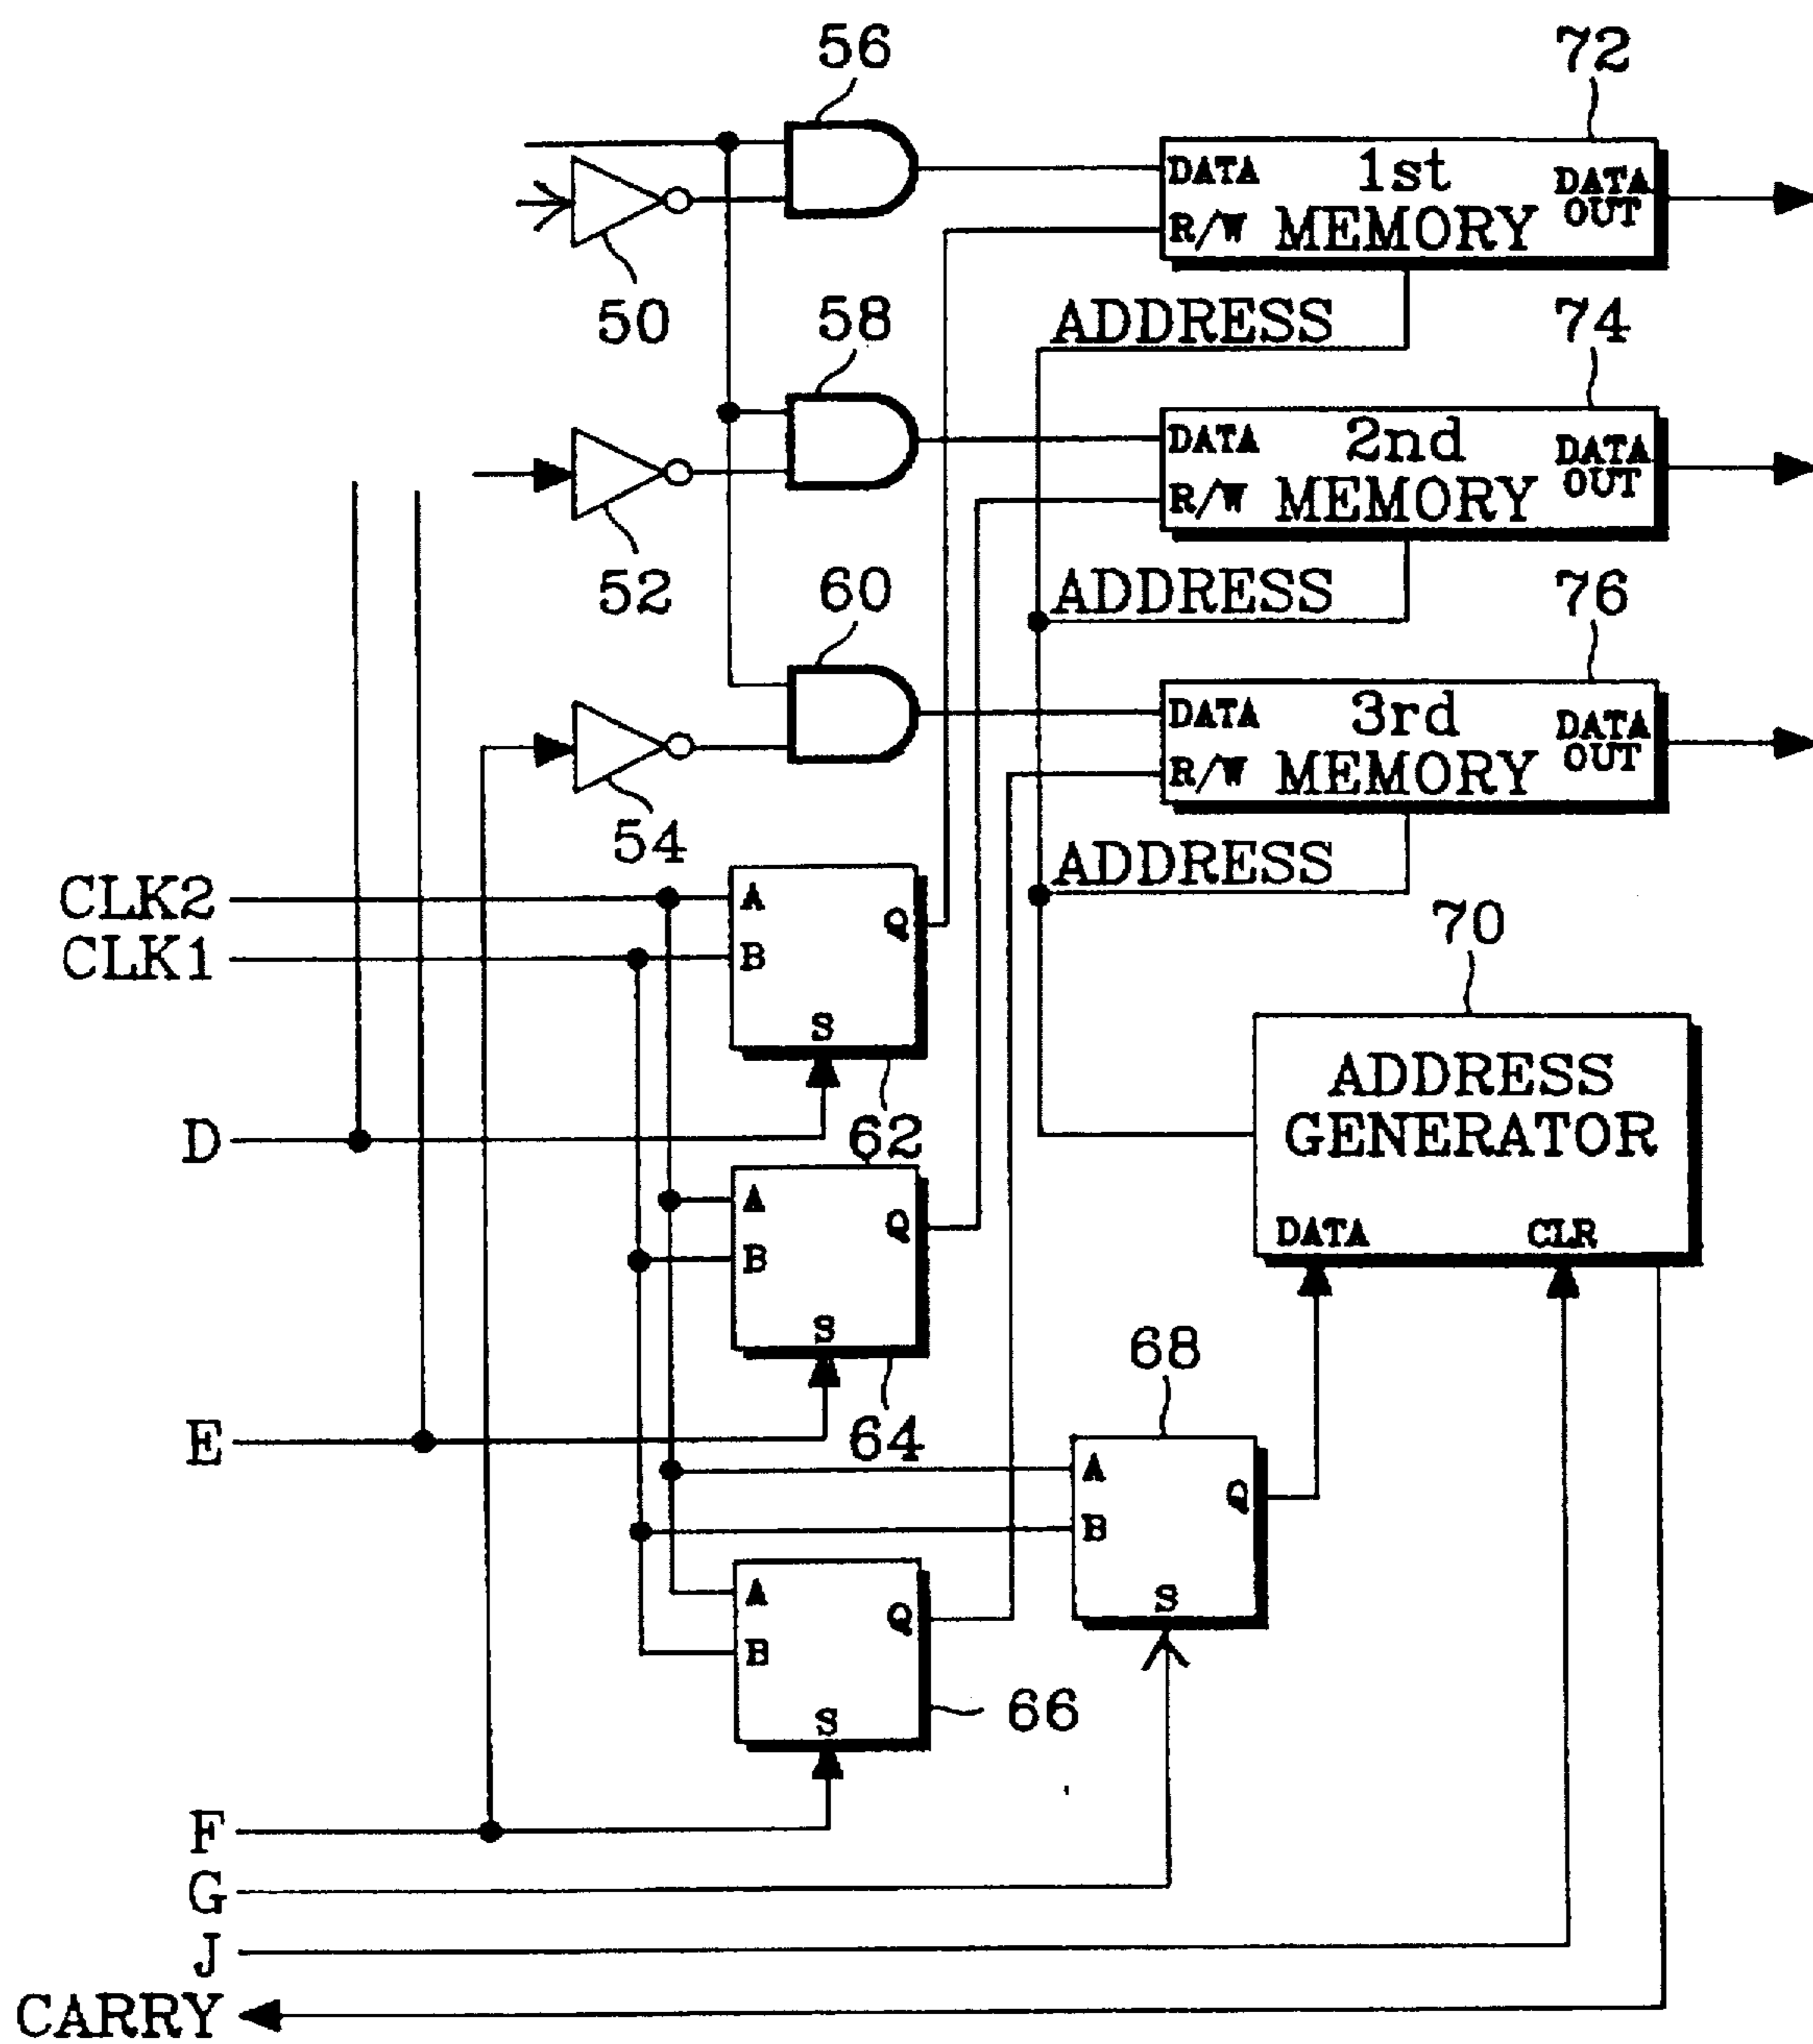 56
72
DATA 1st DATA
R/W MEMORY OUT
50
ADDRESS
58
74
DATA 2nd DATA
R/W MEMORY OUT
52
ADDRESS
60
76
DATA 3rd DATA
R/W MEMORY OUT
54
ADDRESS
CLK2
A
Q
CLK1
B
S
70
ADDRESS
GENERATOR
DATA CLR
D
62
A
Q
B
S
68
E
64
A
Q
B
S
A
Q
B
S
66
F
G
J
CARRY